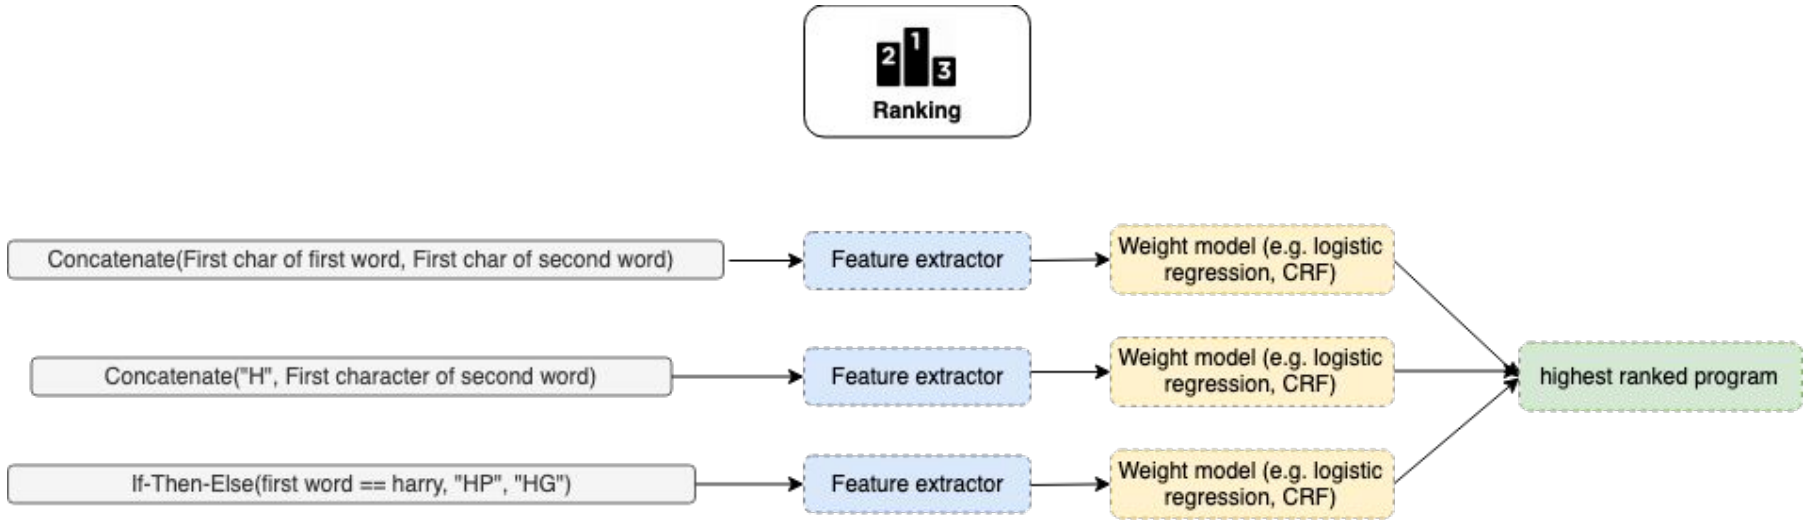 2 1 3
Ranking
Concatenate(First char of first word, First char of second word)
Feature extractor
Weight model (e.g. logistic
regression, CRF)
Concatenate("H", First character of second word)
Feature extractor
Weight model (e.g. logistic
regression, CRF)
highest ranked program
If-Then-Else(first word == harry, "HP", "HG")
Feature extractor
Weight model (e.g. logistic
regression, CRF)